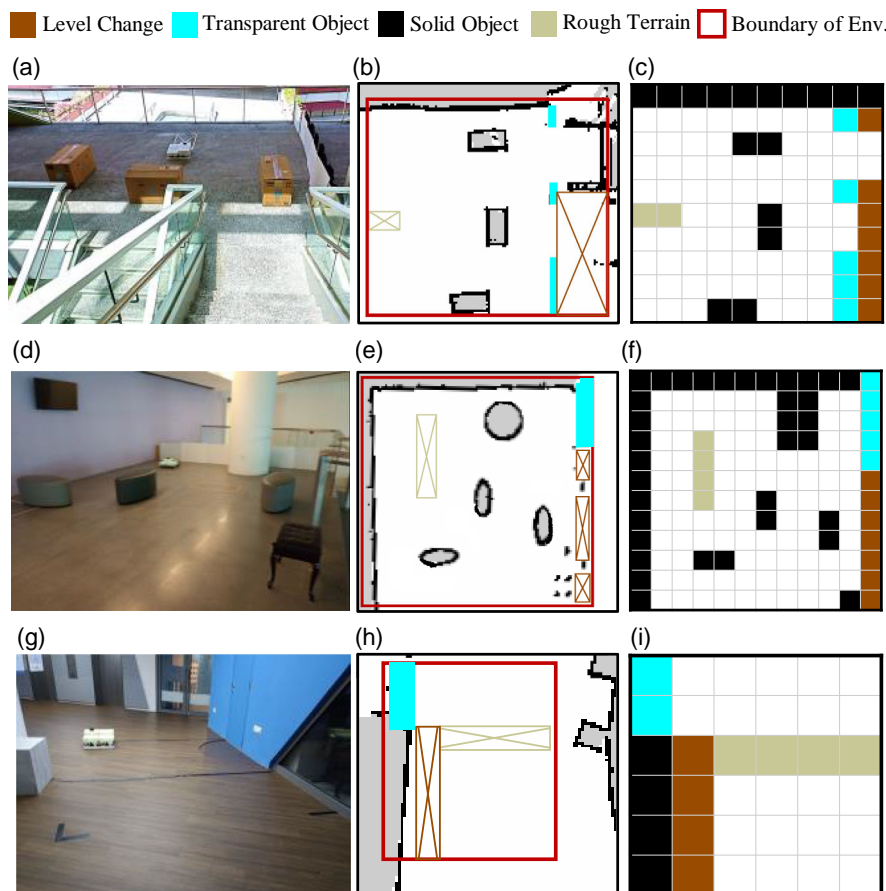 Level Change Transparent Object Solid Object Rough Terrain Boundary of Env.
(a) (b) (c)
(d) (e) (f)
(g) (h) (i)